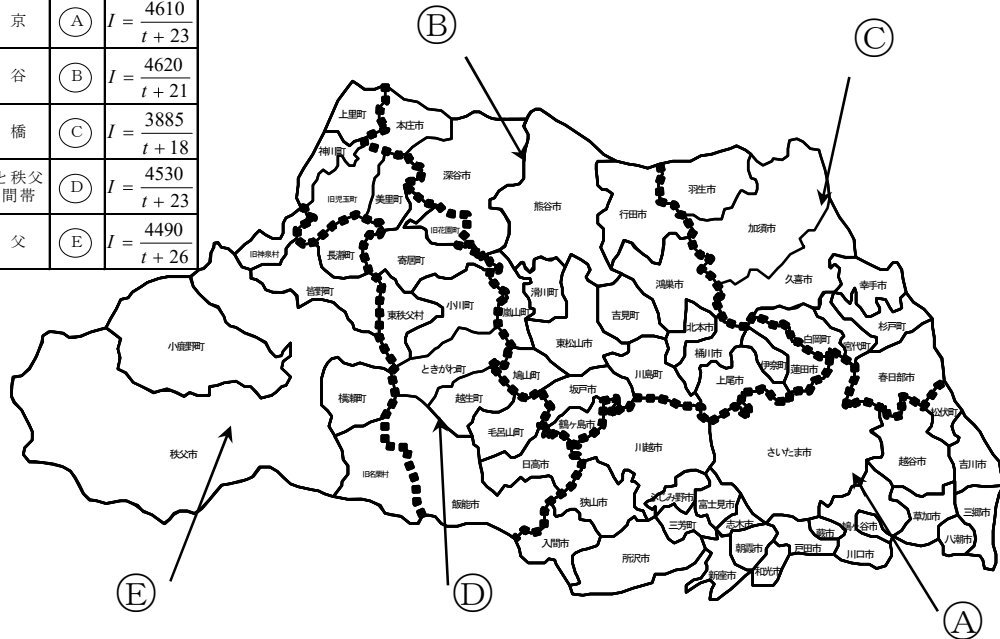 京 Ⓐ I = 4610 / t + 23
谷 Ⓑ I = 4620 / t + 21
橋 Ⓒ I = 3885 / t + 18
と秩父
間帯 Ⓓ I = 4530 / t + 23
父 Ⓔ I = 4490 / t + 26
Ⓑ
Ⓒ
上里町
本庄市
神川町
深谷市
美里町
旧児玉町
旧花園町
熊谷市
行田市
羽生市
加須市
旧神泉村
長瀞町
寄居町
皆野町
東秩父村
小川町
嵐山町
滑川町
吉見町
鴻巣市
久喜市
幸手市
杉戸町
宮代町
白岡町
北本市
桶川市
伊奈町
蓮田市
上尾市
春日部市
松伏町
小鹿野町
横瀬町
ときがわ町
鳩山町
東松山市
川島町
坂戸市
越生町
毛呂山町
鶴ヶ島市
川越市
さいたま市
越谷市
吉川市
秩父市
旧名栗村
飯能市
日高市
狭山市
入間市
所沢市
ふじみ野市
富士見市
三芳町
志木市
朝霞市
新座市
和光市
戸田市
蕨市
鳩ヶ谷市
川口市
草加市
八潮市
三郷市
Ⓔ
Ⓓ
Ⓐ